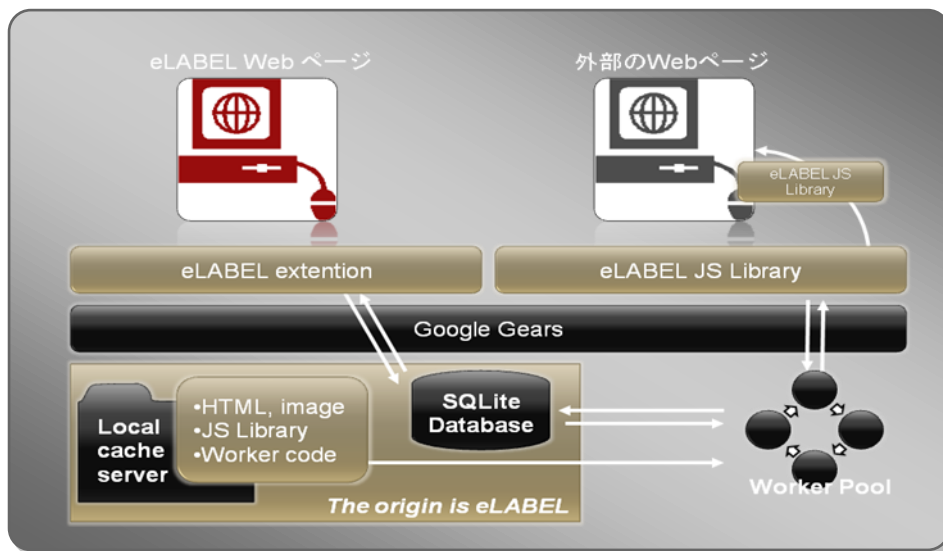 eLABEL Web ページ
外部のWebページ
eLABEL JS
Library
eLABEL extention
eLABEL JS Library
Google Gears
Local
cache
server
•HTML, image
•JS Library
•Worker code
SQLite
Database
The origin is eLABEL
Worker Pool